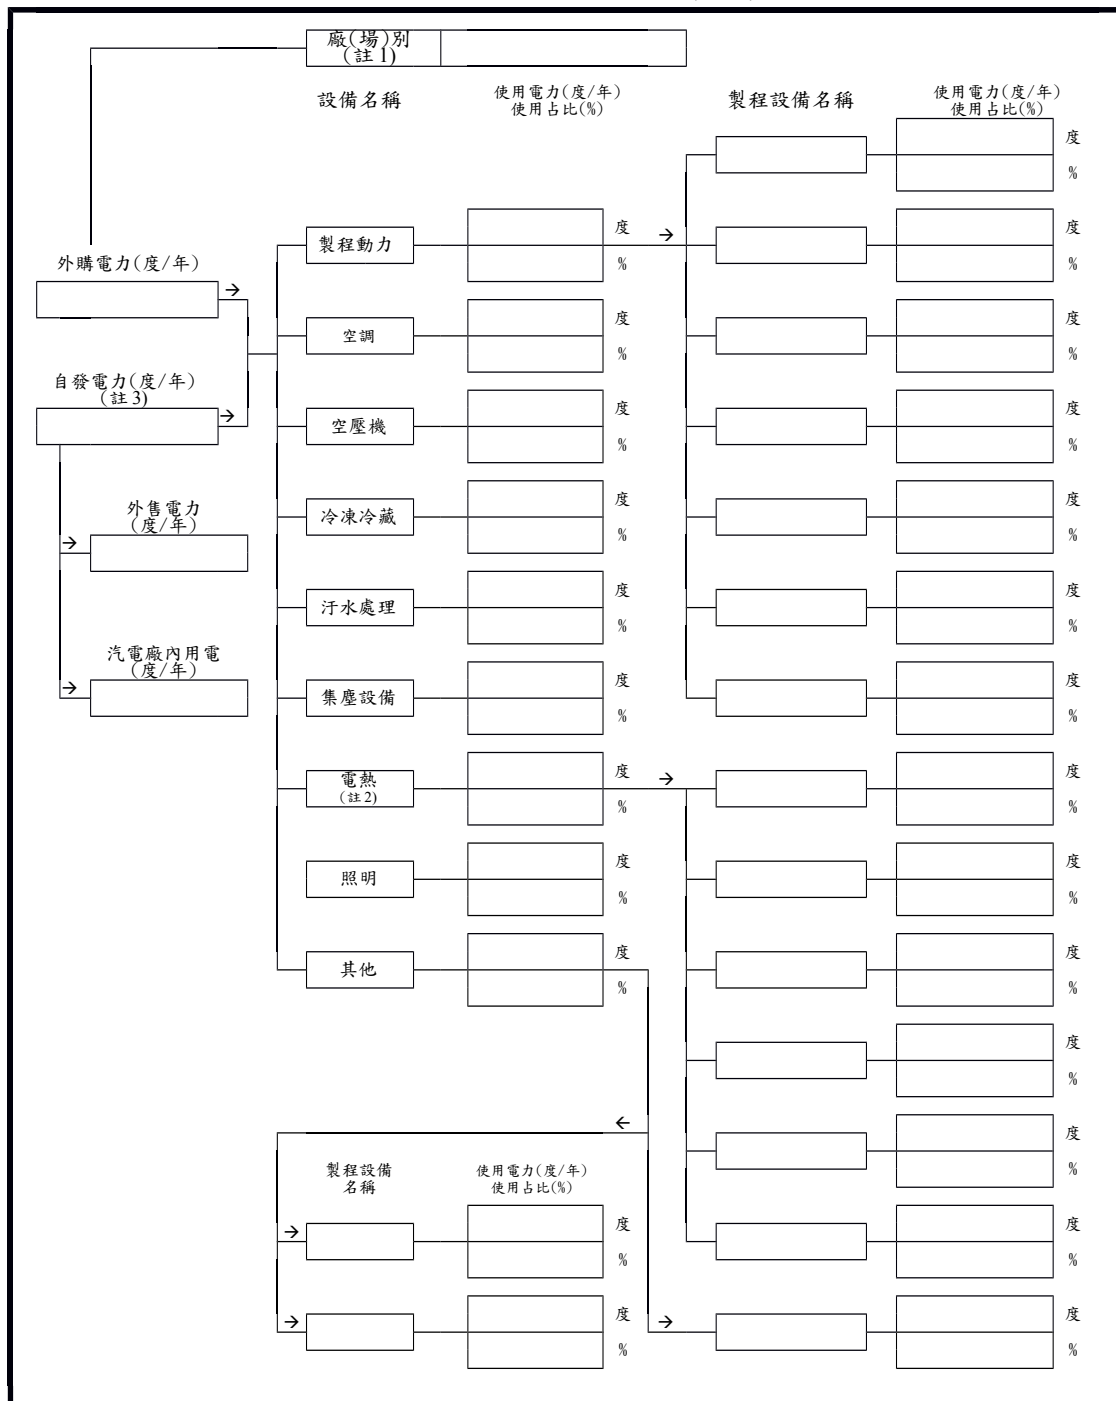 廠(場)別
(註1)
設備名稱
使用電力(度/年)
使用占比(%)
製程設備名稱
使用電力(度/年)
使用占比(%)
度
%
製程動力
度
→
度
%
%
外購電力(度/年)
→
空調
度
%
度
%
自發電力(度/年)
(註3)
→
空壓機
度
%
度
%
外售電力
(度/年)
→
冷凍冷藏
度
%
度
%
汙水處理
度
%
度
%
汽電廠內用電
(度/年)
→
集塵設備
度
%
度
%
電熱
(註2)
度
→
度
%
%
照明
度
%
度
%
其他
度
%
度
%
度
%
←
度
%
製程設備
名稱
使用電力(度/年)
使用占比(%)
→
度
%
度
%
→
度
→
度
%
%